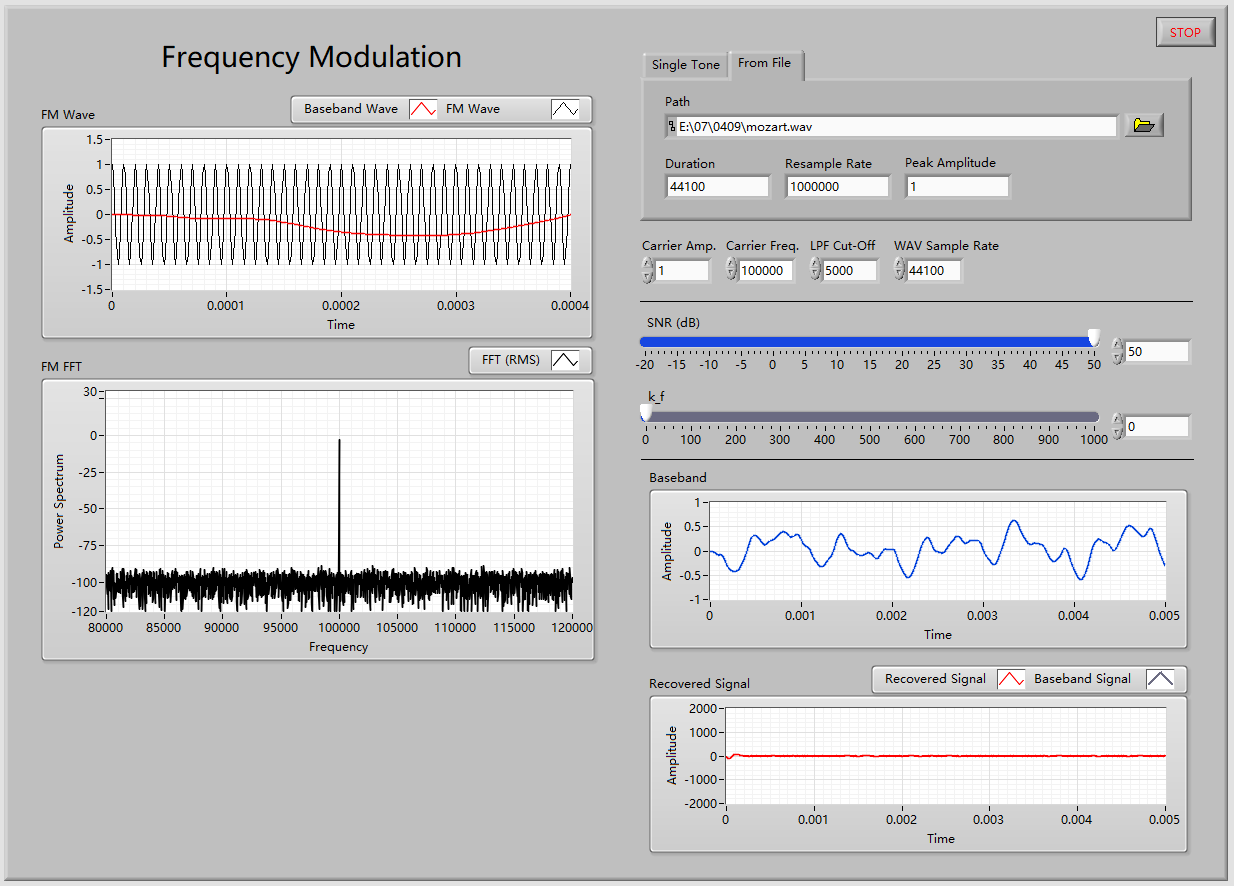 STOP
Frequency Modulation
Single Tone From File
Path
E:\07\0409\mozart.wav
Duration Resample Rate Peak Amplitude
44100 1000000 1
Carrier Amp. Carrier Freq. LPF Cut-Off WAV Sample Rate
1 100000 5000 44100
SNR (dB)
-20 -15 -10 -5 0 5 10 15 20 25 30 35 40 45 50
50
k_f
0 100 200 300 400 500 600 700 800 900 1000
0
FM Wave
Baseband Wave FM Wave
Amplitude
1.5
1
0.5
0
-0.5
-1
-1.5
0 0.0001 0.0002 0.0003 0.0004
Time
FM FFT
FFT (RMS)
Power Spectrum
30
0
-25
-50
-75
-100
-120
80000 85000 90000 95000 100000 105000 110000 115000 120000
Frequency
Baseband
Amplitude
1
0.5
0
-0.5
-1
0 0.001 0.002 0.003 0.004 0.005
Time
Recovered Signal
Recovered Signal Baseband Signal
Amplitude
2000
1000
0
-1000
-2000
0 0.001 0.002 0.003 0.004 0.005
Time